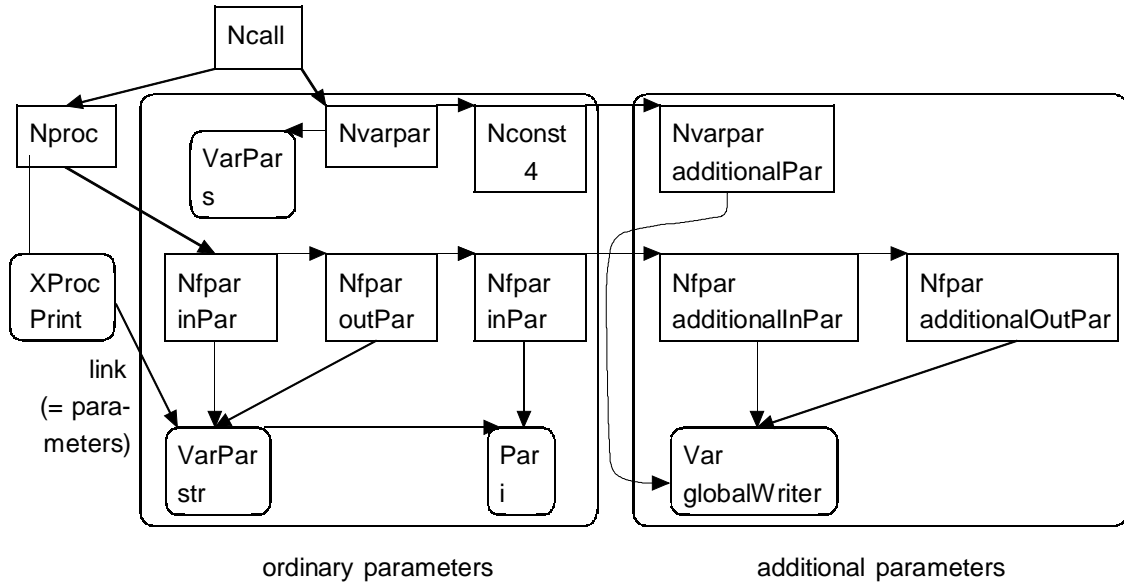 Ncall
Nproc
VarPar
s
Nvarpar
Nconst
4
Nvarpar
additionalPar
XProc
Print
Nfpar
inPar
Nfpar
outPar
Nfpar
inPar
Nfpar
additionalInPar
Nfpar
additionalOutPar
link
(= para-
meters)
VarPar
str
Par
i
Var
globalWriter
ordinary parameters
additional parameters